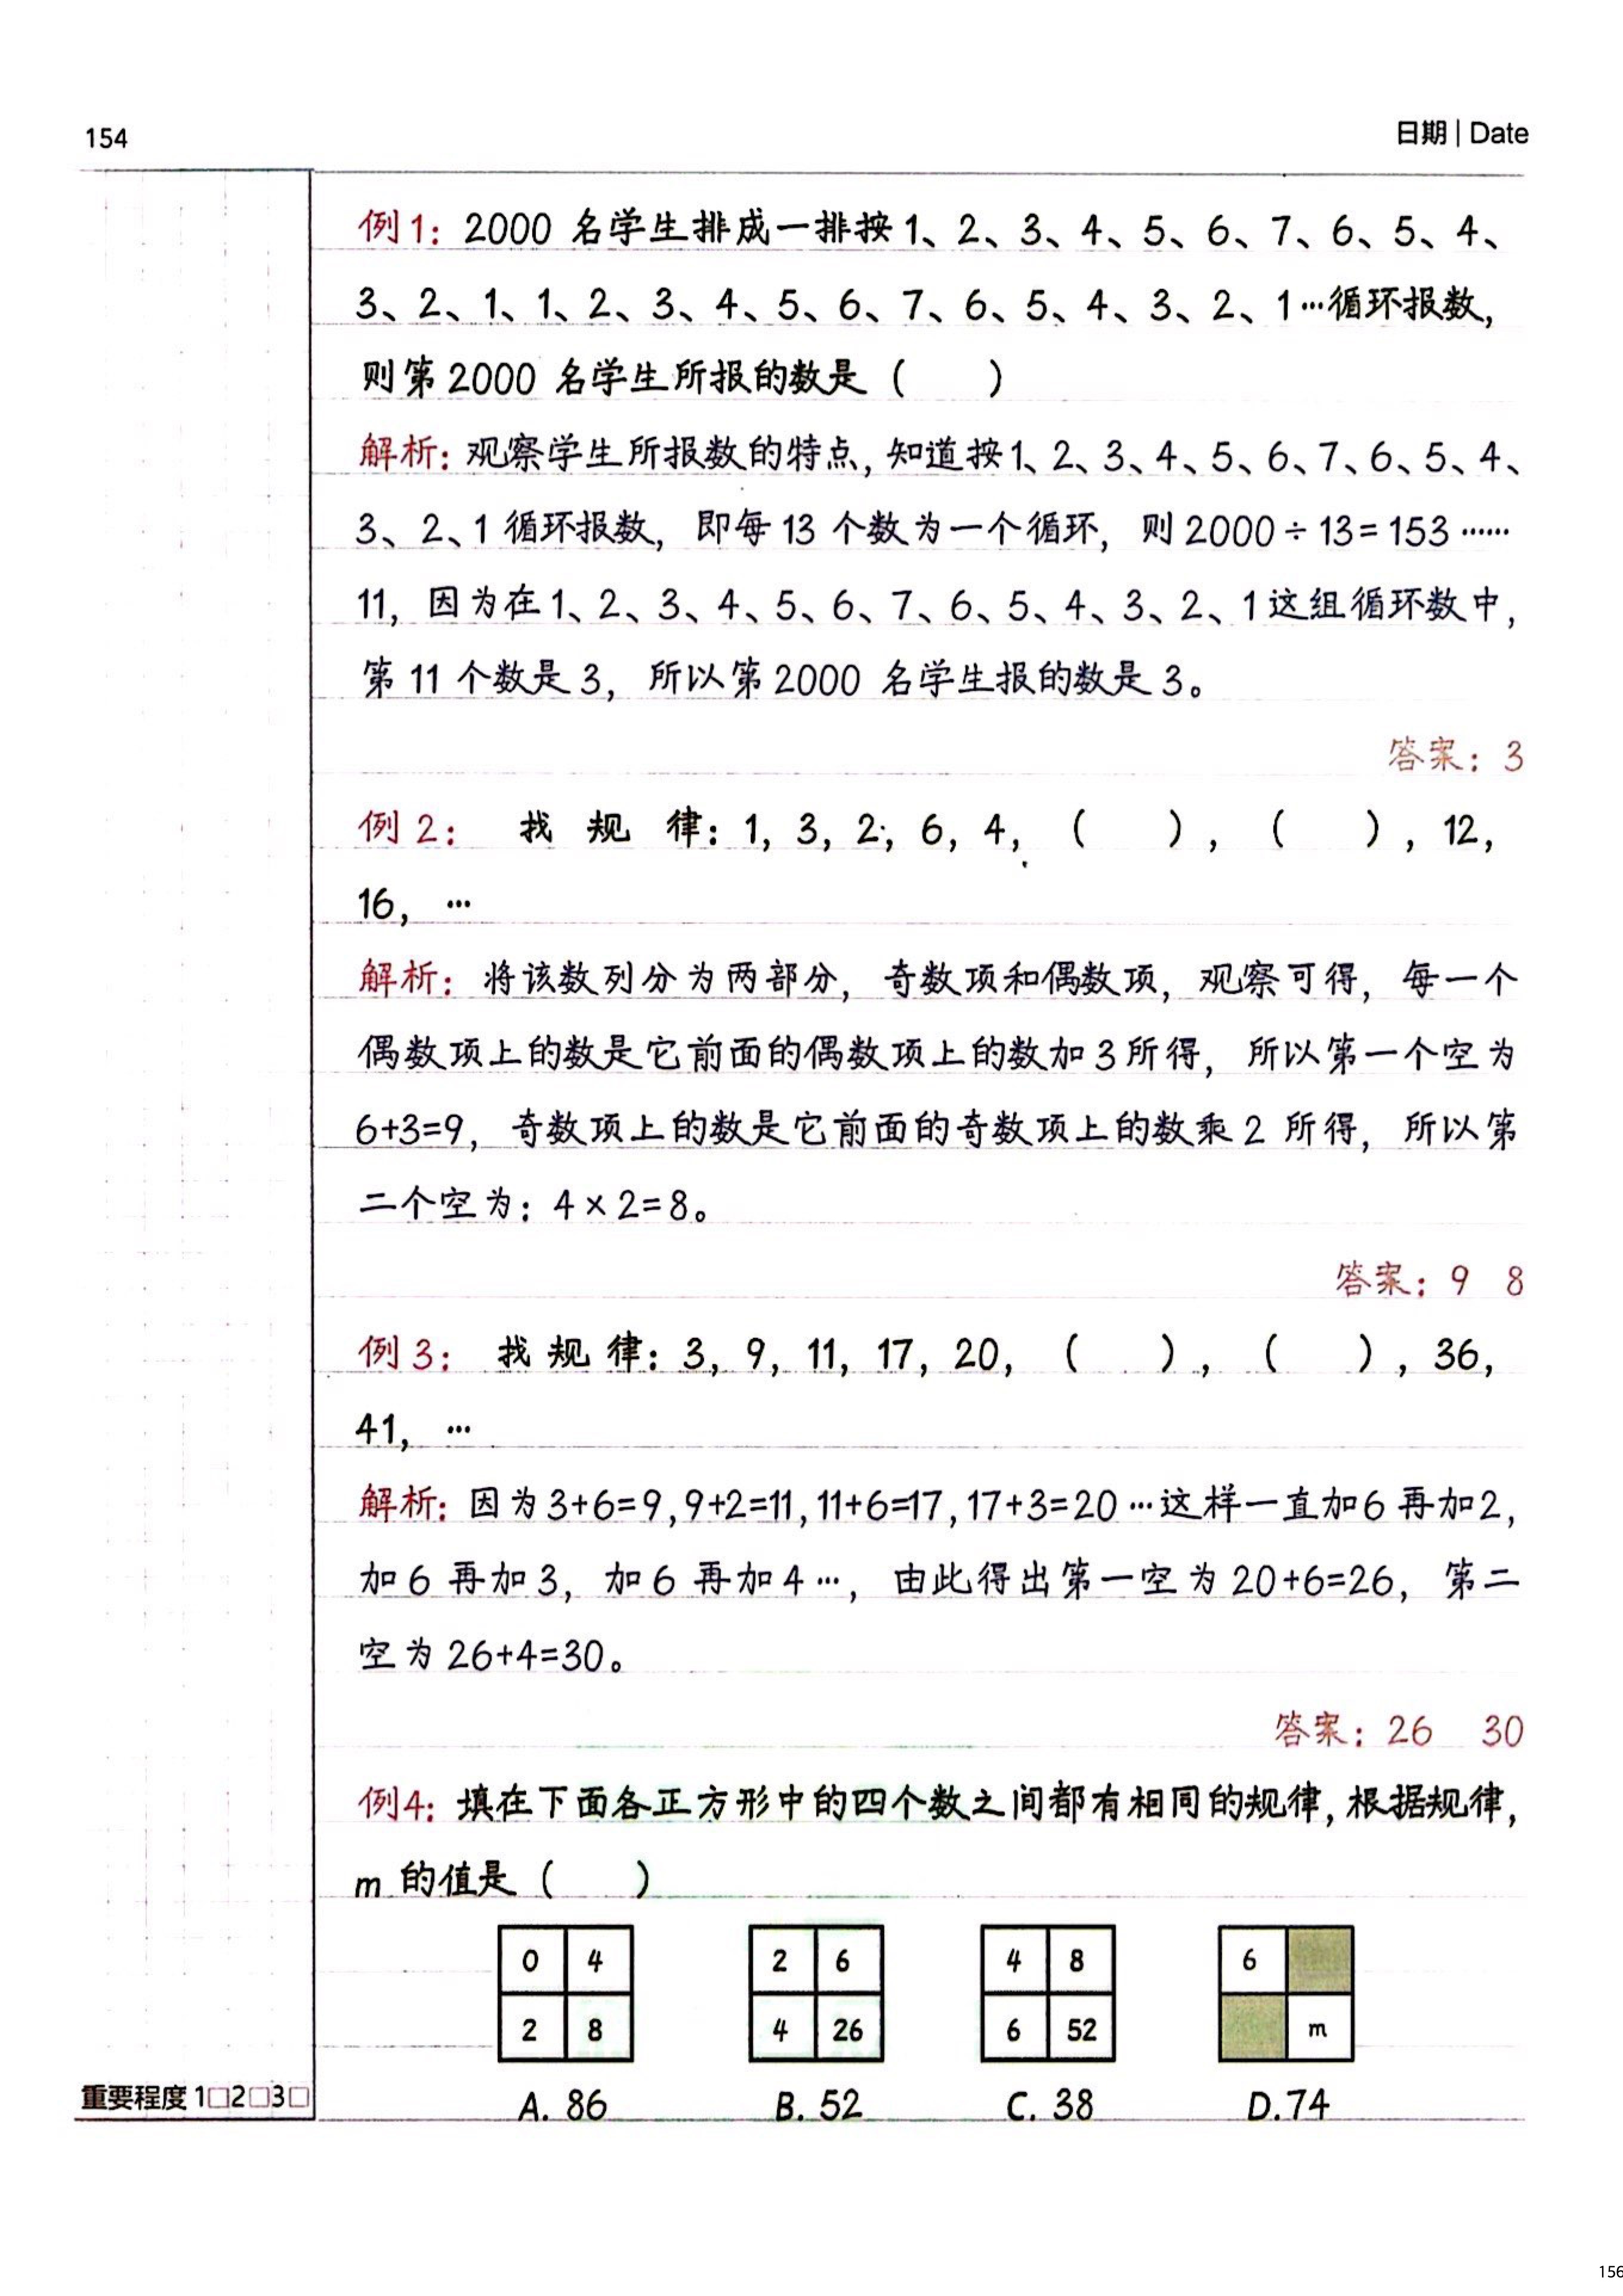 154
日期 | Date
例1：2000 名学生排成一排按1、2、3、4、5、6、7、6、5、4、
3、2、1、1、2、3、4、5、6、7、6、5、4、3、2、1…循环报数，
则第2000 名学生所报的数是（　　）
解析：观察学生所报数的特点，知道按1、2、3、4、5、6、7、6、5、4、
3、2、1循环报数，即每13 个数为一个循环，则2000÷13=153……
11，因为在1、2、3、4、5、6、7、6、5、4、3、2、1这组循环数中，
第11个数是3，所以第2000 名学生报的数是3。
答案：3
例2：找规律：1，3，2，6，4，（　　），（　　），12，
16，…
解析：将该数列分为两部分，奇数项和偶数项，观察可得，每一个
偶数项上的数是它前面的偶数项上的数加3所得，所以第一个空为
6+3=9，奇数项上的数是它前面的奇数项上的数乘2 所得，所以第
二个空为：4×2=8。
答案：9　8
例3：找规律：3，9，11，17，20，（　　），（　　），36，
41，…
解析：因为3+6=9,9+2=11,11+6=17,17+3=20…这样一直加6再加2，
加6再加3，加6再加4…，由此得出第一空为20+6=26，第二
空为26+4=30。
答案：26　30
例4：填在下面各正方形中的四个数之间都有相同的规律，根据规律，
m 的值是（　　）
0 4 2 6 4 8 6
2 8 4 26 6 52 m
A. 86 B. 52 C. 38 D.74
重要程度 1□2□3□
156